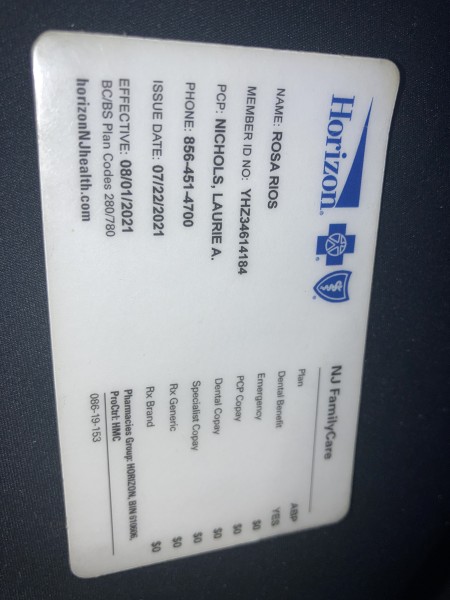 Horizon
NAME: ROSA RIOS
MEMBER ID NO: YHZ34614184
PCP: NICHOLS, LAURIE A.
PHONE: 856-451-4700
ISSUE DATE: 07/22/2021
EFFECTIVE: 08/01/2021
BC/BS Plan Codes 280/780
horizonNJhealth.com
NJ FamilyCare
Plan ABP
Dental Benefit YES
Emergency $0
PCP Copay $0
Dental Copay $0
Specialist Copay $0
Rx Generic $0
Rx Brand $0
Pharmacies Group: HORIZON, BIN 610606,
ProCtrl: HMC
086-19-153